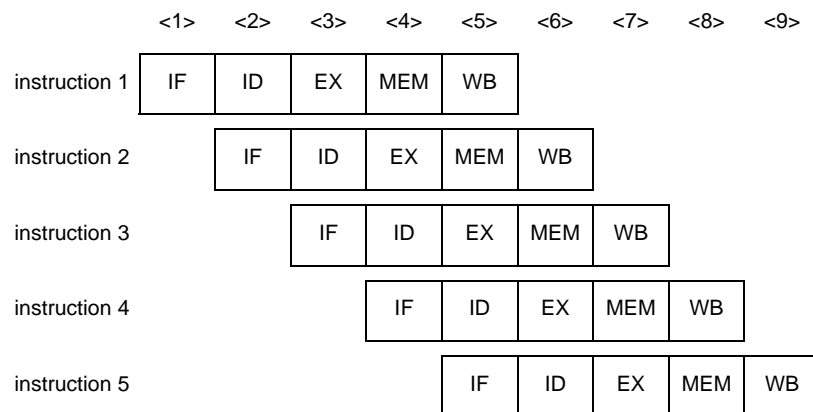 <1> <2> <3> <4> <5> <6> <7> <8> <9>
instruction 1 IF ID EX MEM WB
instruction 2 IF ID EX MEM WB
instruction 3 IF ID EX MEM WB
instruction 4 IF ID EX MEM WB
instruction 5 IF ID EX MEM WB